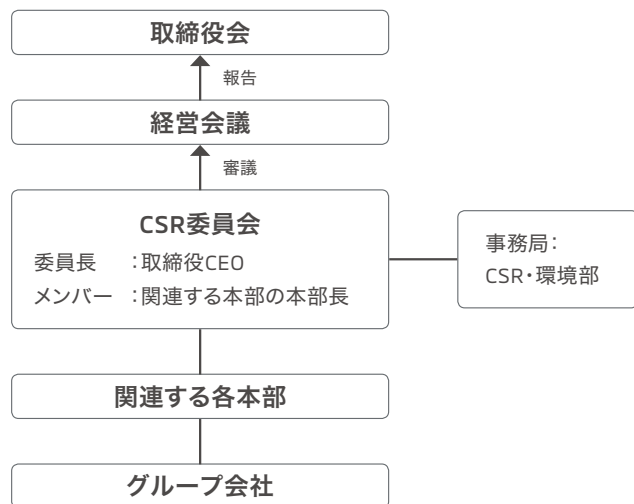 取締役会
報告
経営会議
審議
CSR委員会
委員長 :取締役CEO
メンバー :関連する本部の本部長
事務局:
CSR・環境部
関連する各本部
グループ会社